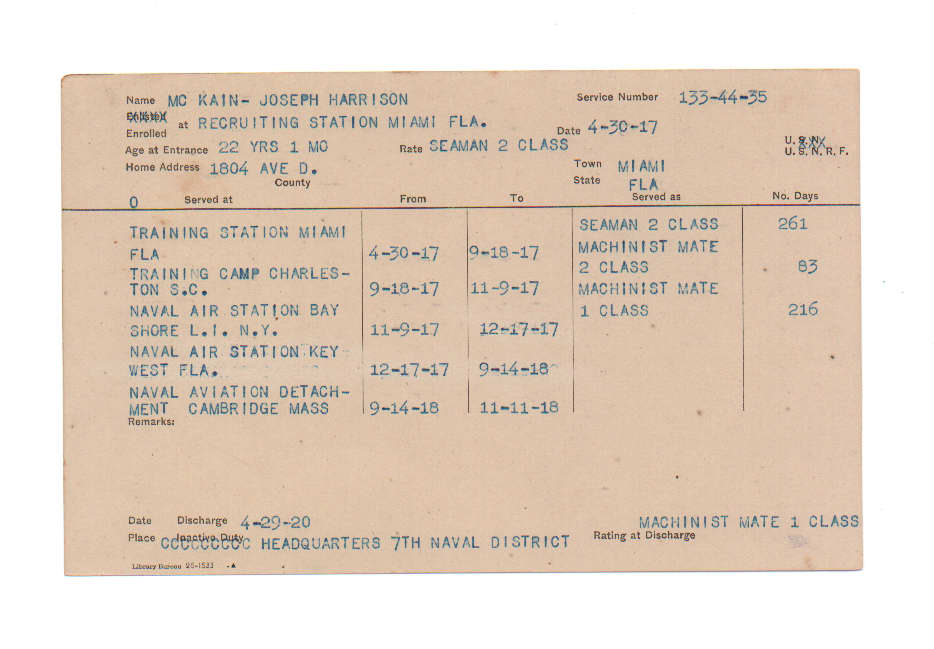 Name MC KAIN- JOSEPH HARRISON Service Number 133-44-35
Enlisted
Enrolled at RECRUITING STATION MIAMI FLA. Date 4-30-17
Age at Entrance 22 YRS 1 MO Rate SEAMAN 2 CLASS U. S. N.
U. S. N. R. F.
Home Address 1804 AVE D. Town MIAMI
County State FLA
O Served at From To Served as No. Days
TRAINING STATION MIAMI SEAMAN 2 CLASS 261
FLA 4-30-17 9-18-17 MACHINIST MATE
TRAINING CAMP CHARLES- 2 CLASS 83
TON S.C. 9-18-17 11-9-17 MACHINIST MATE
NAVAL AIR STATION BAY 1 CLASS 216
SHORE L.I. N.Y. 11-9-17 12-17-17
NAVAL AIR STATION KEY
WEST FLA. 12-17-17 9-14-18
NAVAL AVIATION DETACH-
MENT CAMBRIDGE MASS 9-14-18 11-11-18
Remarks:
Date Discharge 4-29-20 MACHINIST MATE 1 CLASS
Place Inactive Duty CCCCCCCCC HEADQUARTERS 7TH NAVAL DISTRICT Rating at Discharge
Library Bureau 25-1533 ▲